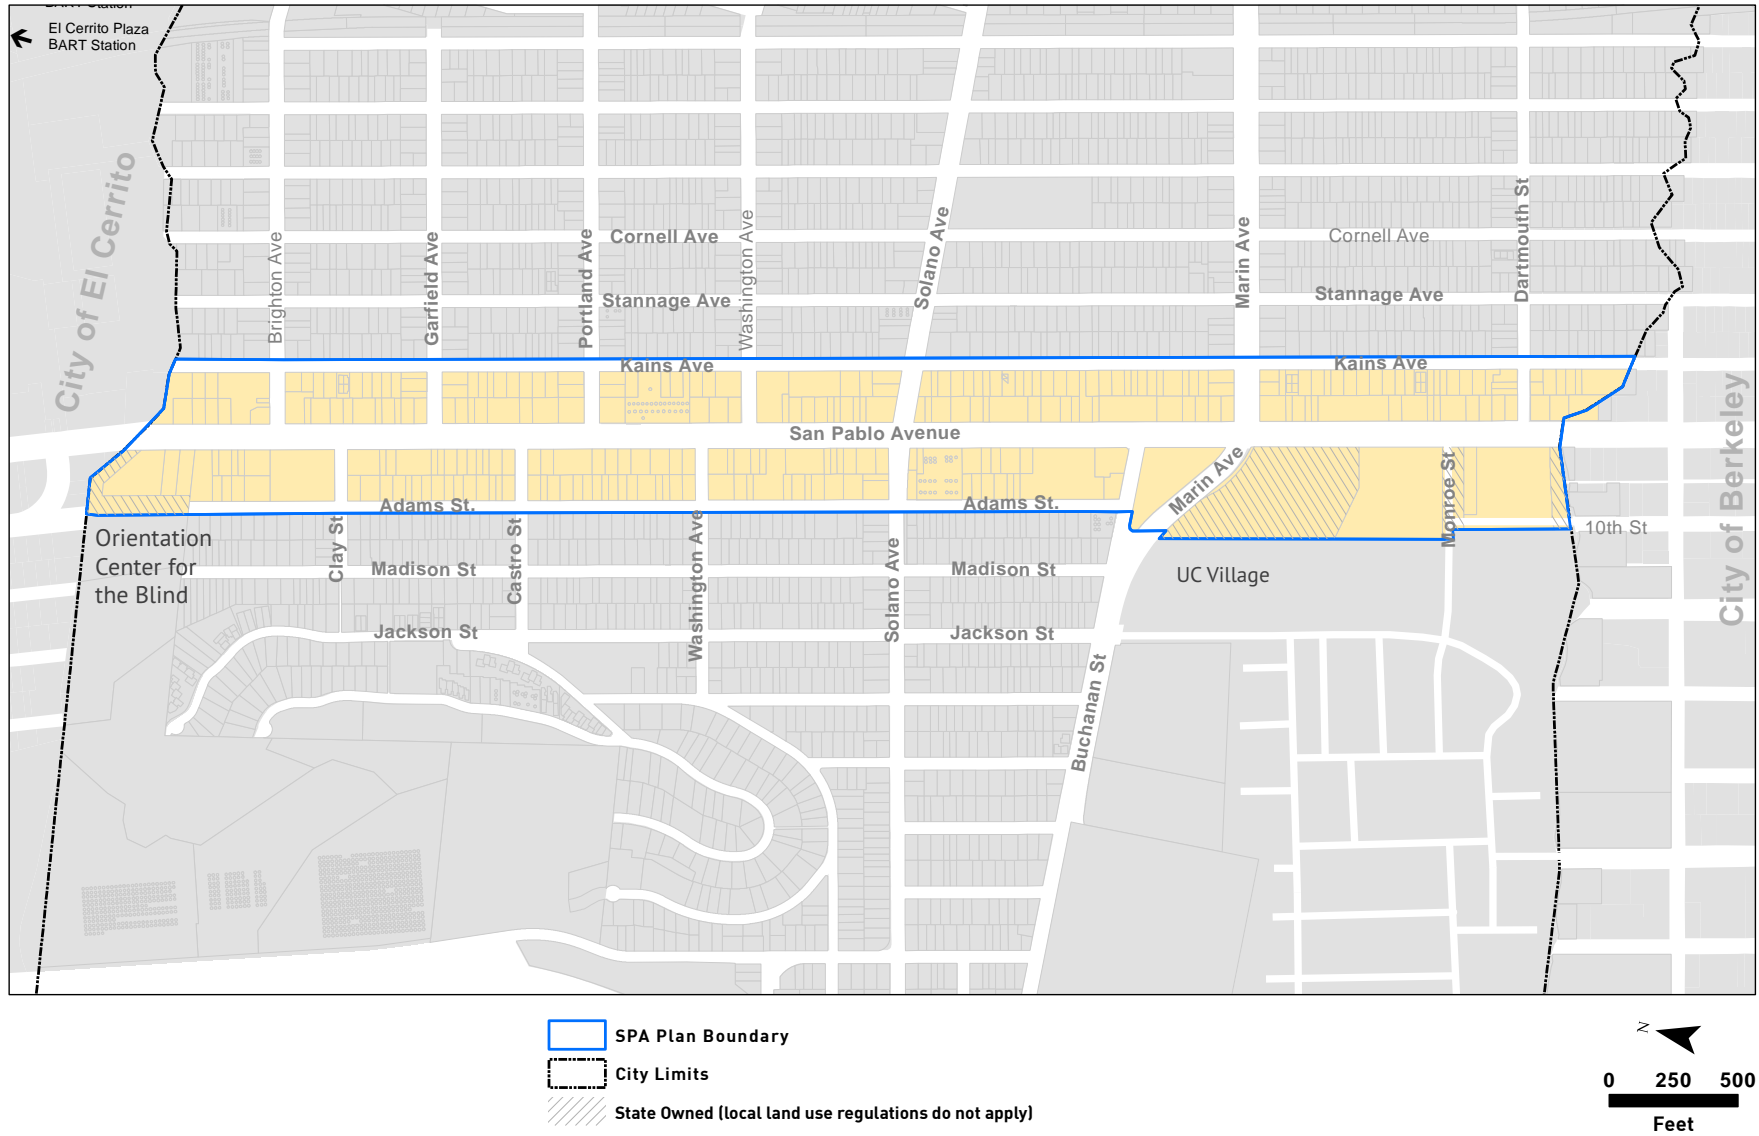 BART Station
El Cerrito Plaza
BART Station
City of El Cerrito
Brighton Ave
Garfield Ave
Portland Ave
Cornell Ave
Washington Ave
Stannage Ave
Solano Ave
Marin Ave
Cornell Ave
Stannage Ave
Dartmouth St
Kains Ave
Kains Ave
San Pablo Avenue
City of Berkeley
Marin Ave
Monroe St
Adams St.
Adams St.
10th St
Orientation
Center for
the Blind
Clay St
Castro St
Washington Ave
Solano Ave
Madison St
Madison St
UC Village
Jackson St
Jackson St
Buchanan St
SPA Plan Boundary
City Limits
State Owned (local land use regulations do not apply)
N
0 250 500
Feet